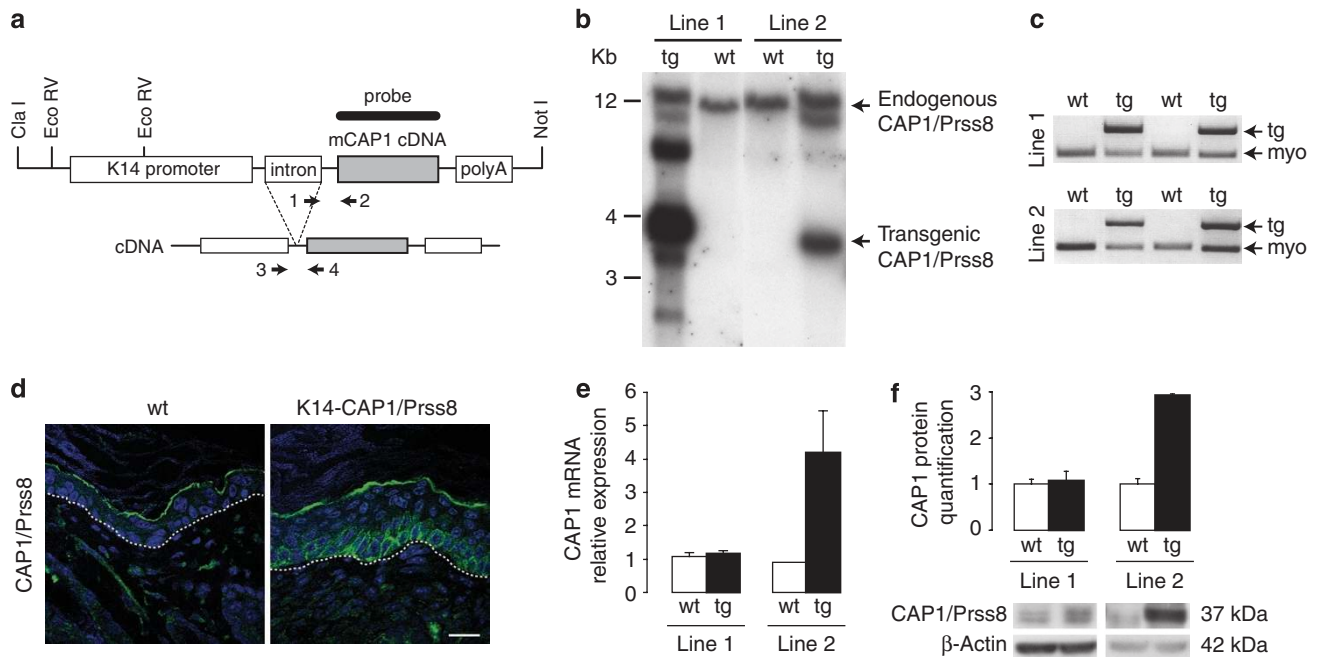 a
Cla I
Eco RV
Eco RV
Not I
probe
mCAP1 cDNA
K14 promoter
intron
polyA
1
2
cDNA
3
4
b
Line 1
Line 2
Kb
tg
wt
wt
tg
12
4
3
Endogenous
CAP1/Prss8
Transgenic
CAP1/Prss8
c
wt
tg
wt
tg
Line 1
tg
myo
wt
tg
wt
tg
Line 2
tg
myo
d
wt
K14-CAP1/Prss8
CAP1/Prss8
e
CAP1 mRNA
relative expression
6
5
4
3
2
1
0
wt
tg
wt
tg
Line 1
Line 2
f
CAP1 protein
quantification
3
2
1
0
wt
tg
wt
tg
Line 1
Line 2
CAP1/Prss8
37 kDa
β-Actin
42 kDa